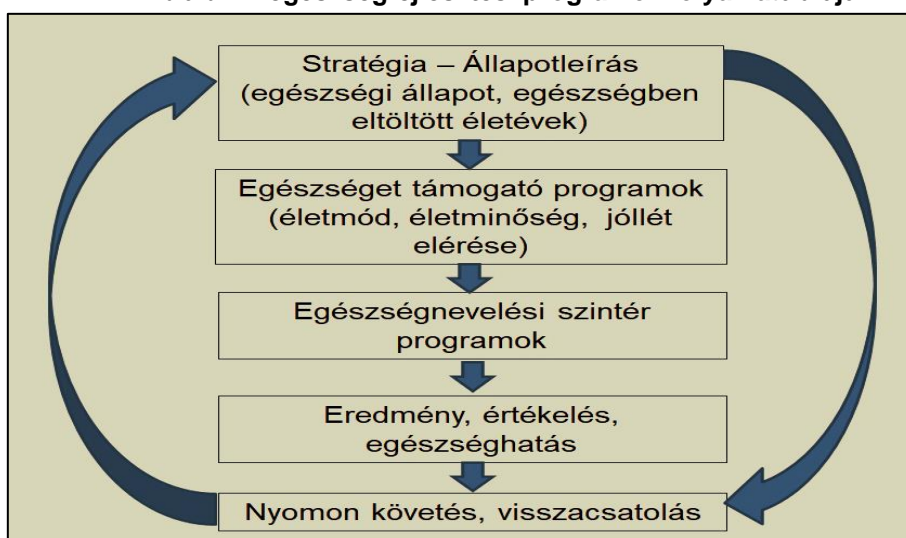 Stratégia – Állapotleírás
(egészségi állapot, egészségben
eltöltött életévek)
Egészséget támogató programok
(életmód, életminőség, jóllét
elérése)
Egészségnevelési szintér
programok
Eredmény, értékelés,
egészséghatás
Nyomon követés, visszacsatolás